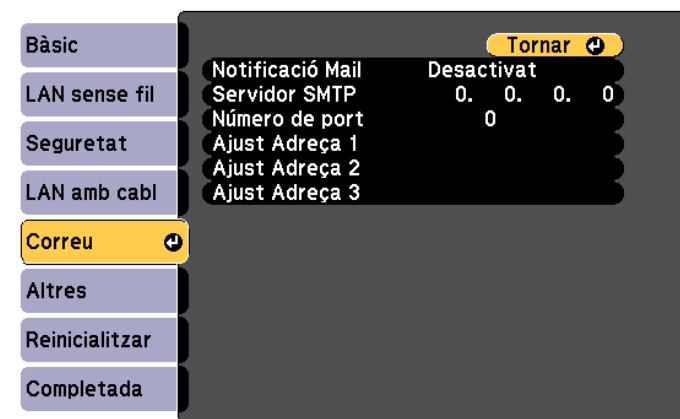 Bàsic
LAN sense fil
Seguretat
LAN amb cabl
Correu
Altres
Reinicialitzar
Completada
Tornar
Notificació Mail Desactivat
Servidor SMTP 0. 0. 0. 0
Número de port 0
Ajust Adreça 1
Ajust Adreça 2
Ajust Adreça 3